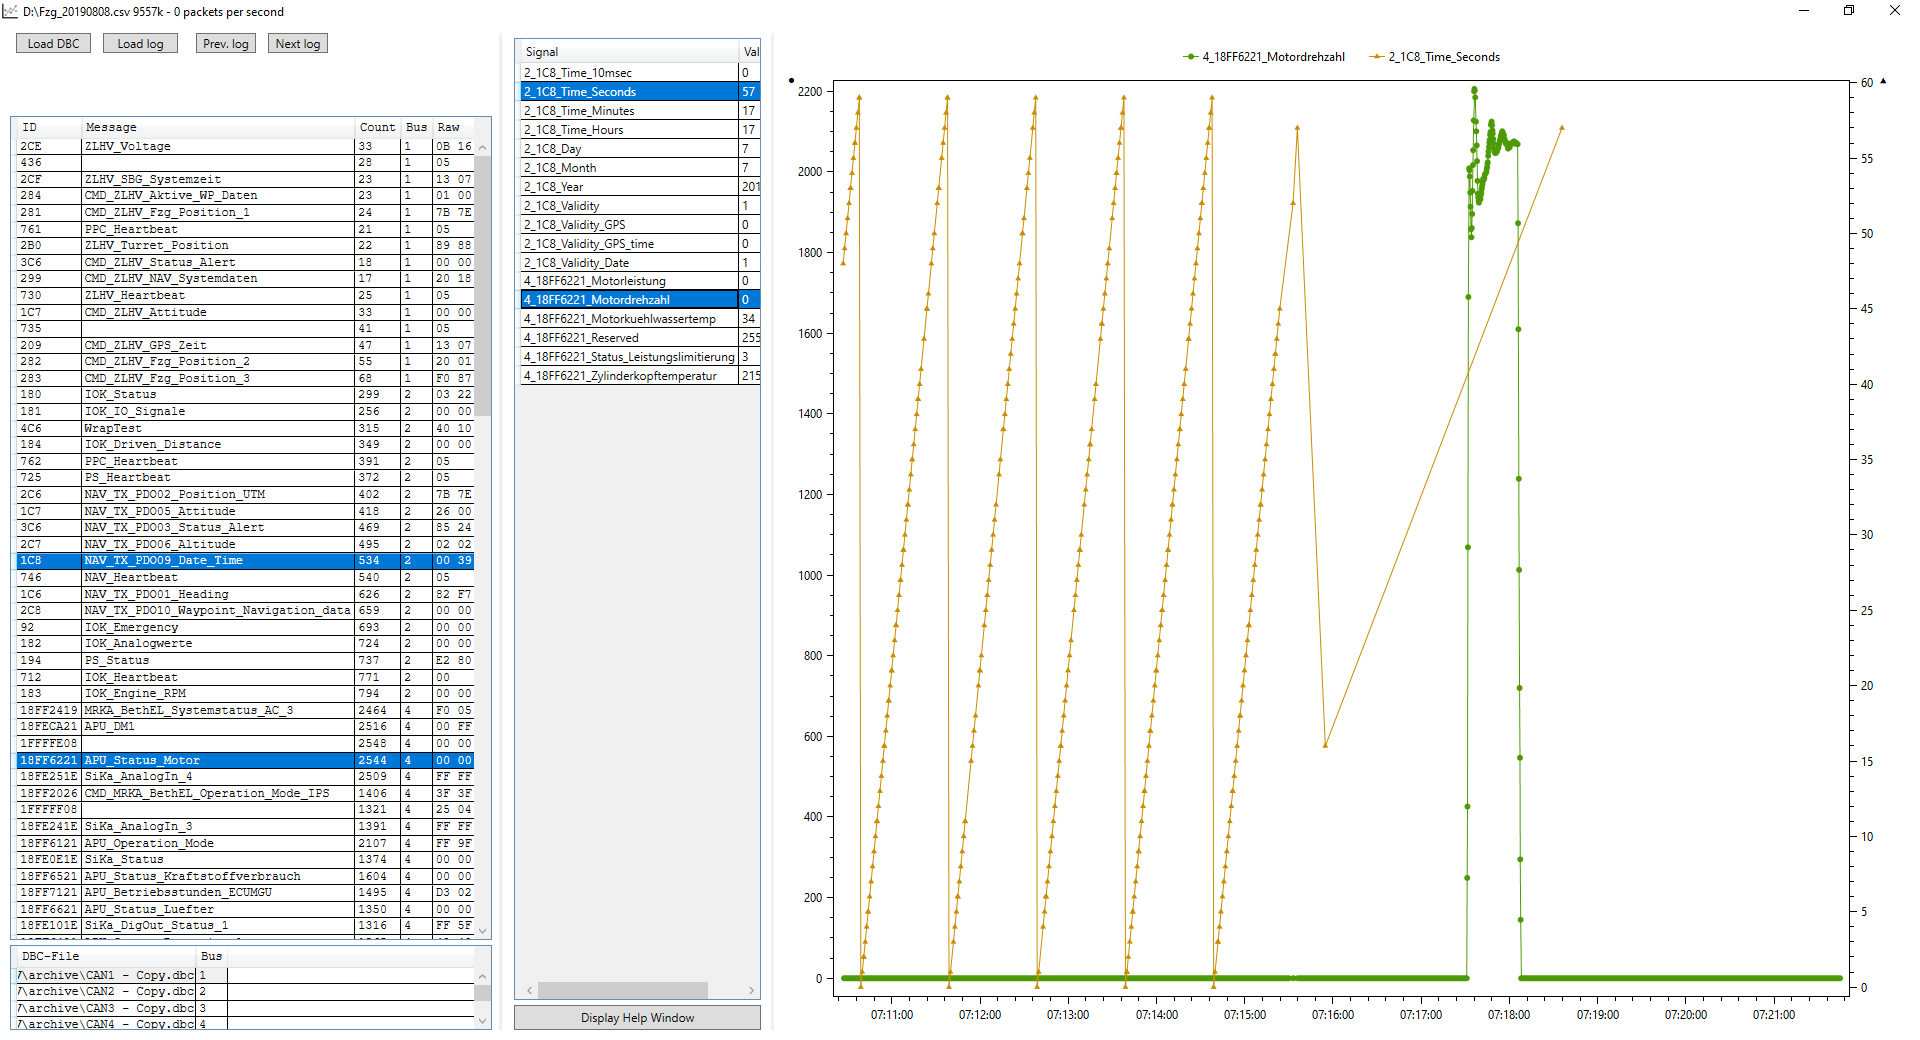 D:\Fzg_20190808.csv 9557k - 0 packets per second
Load DBC Load log Prev. log Next log
ID Message Count Bus Raw
2CE ZLHV_Voltage 33 1 0B 16
436 28 1 05
2CF ZLHV_SBG_Systemzeit 23 1 13 07
284 CMD_ZLHV_Aktive_WP_Daten 23 1 01 00
281 CMD_ZLHV_Fzg_Position_1 24 1 7B 7E
761 PPC_Heartbeat 21 1 05
2B0 ZLHV_Turret_Position 22 1 89 88
3C6 CMD_ZLHV_Status_Alert 18 1 00 00
299 CMD_ZLHV_NAV_Systemdaten 17 1 20 18
730 ZLHV_Heartbeat 25 1 05
1C7 CMD_ZLHV_Attitude 33 1 00 00
735 41 1 05
209 CMD_ZLHV_GPS_Zeit 47 1 13 07
282 CMD_ZLHV_Fzg_Position_2 55 1 20 01
283 CMD_ZLHV_Fzg_Position_3 68 1 F0 87
180 IOK_Status 299 2 03 22
181 IOK_IO_Signale 256 2 00 00
4C6 WrapTest 315 2 40 10
184 IOK_Driven_Distance 349 2 00 00
762 PPC_Heartbeat 391 2 05
725 PS_Heartbeat 372 2 05
2C6 NAV_TX_PDO02_Position_UTM 402 2 7B 7E
1C7 NAV_TX_PDO05_Attitude 418 2 26 00
3C6 NAV_TX_PDO03_Status_Alert 469 2 85 24
2C7 NAV_TX_PDO06_Altitude 495 2 02 02
1C8 NAV_TX_PDO09_Date_Time 534 2 00 39
746 NAV_Heartbeat 540 2 05
1C6 NAV_TX_PDO01_Heading 626 2 82 F7
2C8 NAV_TX_PDO10_Waypoint_Navigation_data 659 2 00 00
92 IOK_Emergency 693 2 00 00
182 IOK_Analogwerte 724 2 00 00
194 PS_Status 737 2 E2 80
712 IOK_Heartbeat 771 2 00
183 IOK_Engine_RPM 794 2 00 00
18FF2419 MRKA_BethEL_Systemstatus_AC_3 2464 4 F0 05
18FECA21 APU_DM1 2516 4 00 FF
1FFFFE08 2548 4 00 00
18FF6221 APU_Status_Motor 2544 4 00 00
18FE251E SiKa_AnalogIn_4 2509 4 FF FF
18FF2026 CMD_MRKA_BethEL_Operation_Mode_IPS 1406 4 3F 3F
1FFFFF08 1321 4 25 04
18FE241E SiKa_AnalogIn_3 1391 4 FF FF
18FF6121 APU_Operation_Mode 2107 4 FF 9F
18FE0E1E SiKa_Status 1374 4 00 00
18FF6521 APU_Status_Kraftstoffverbrauch 1604 4 00 00
18FF7121 APU_Betriebsstunden_ECUMGU 1495 4 D3 02
18FF6621 APU_Status_Luefter 1350 4 00 00
18FE101E SiKa_DigOut_Status_1 1316 4 FF 5F
DBC-File Bus
7\archive\CAN1 - Copy.dbc 1
7\archive\CAN2 - Copy.dbc 2
7\archive\CAN3 - Copy.dbc 3
7\archive\CAN4 - Copy.dbc 4
Signal Val
2_1C8_Time_10msec 0
2_1C8_Time_Seconds 57
2_1C8_Time_Minutes 17
2_1C8_Time_Hours 17
2_1C8_Day 7
2_1C8_Month 7
2_1C8_Year 201
2_1C8_Validity 1
2_1C8_Validity_GPS 0
2_1C8_Validity_GPS_time 0
2_1C8_Validity_Date 1
4_18FF6221_Motorleistung 0
4_18FF6221_Motordrehzahl 0
4_18FF6221_Motorkuehlwassertemp 34
4_18FF6221_Reserved 255
4_18FF6221_Status_Leistungslimitierung 3
4_18FF6221_Zylinderkopftemperatur 215
Display Help Window
4_18FF6221_Motordrehzahl 2_1C8_Time_Seconds
2200
2000
1800
1600
1400
1200
1000
800
600
400
200
0
60
55
50
45
40
35
30
25
20
15
10
5
0
07:11:00 07:12:00 07:13:00 07:14:00 07:15:00 07:16:00 07:17:00 07:18:00 07:19:00 07:20:00 07:21:00